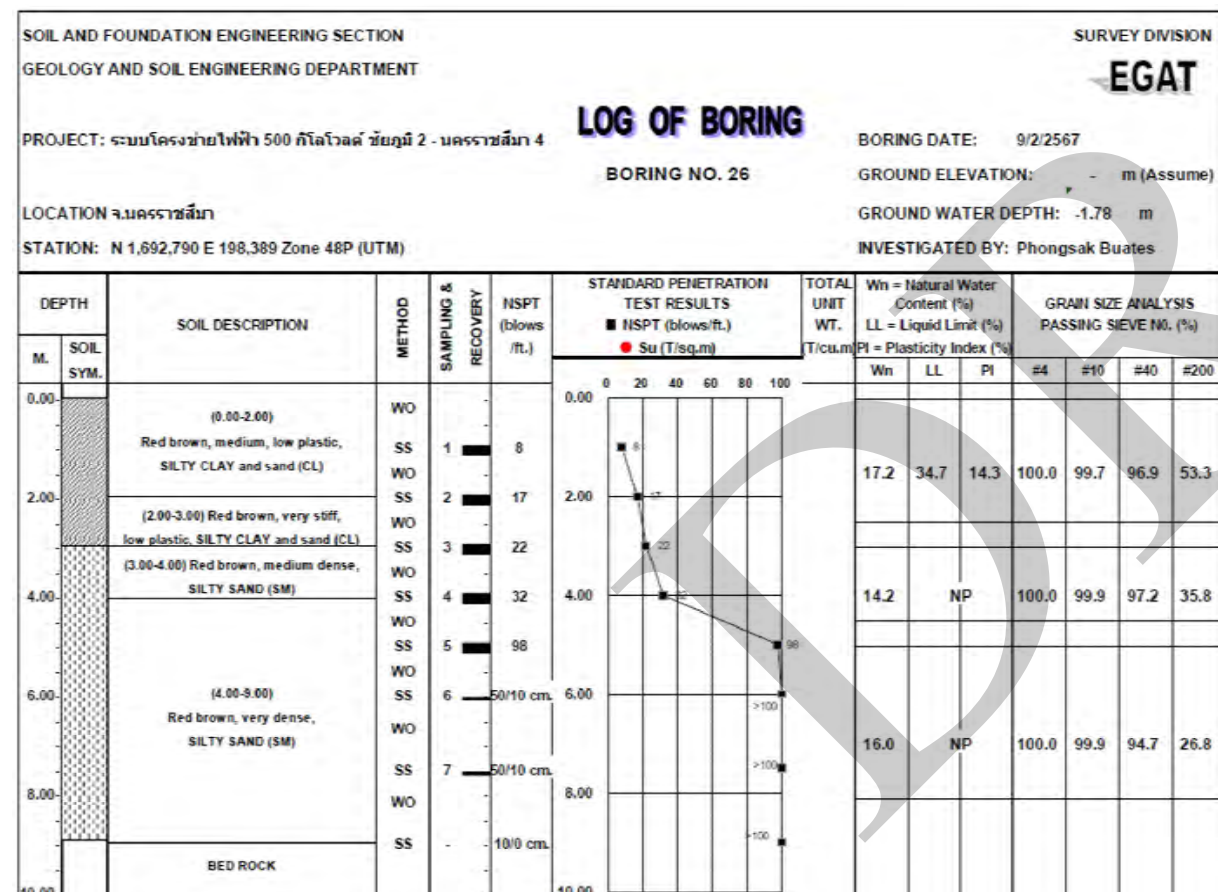 SOIL AND FOUNDATION ENGINEERING SECTION
SURVEY DIVISION
GEOLOGY AND SOIL ENGINEERING DEPARTMENT
EGAT
LOG OF BORING
PROJECT: ระบบโครงข่ายไฟฟ้า 500 กิโลโวลต์ ชัยภูมิ 2 - นครราชสีมา 4
BORING DATE: 9/2/2567
BORING NO. 26
GROUND ELEVATION: - m (Assume)
LOCATION จ.นครราชสีมา
GROUND WATER DEPTH: -1.78 m
STATION: N 1,692,790 E 198,389 Zone 48P (UTM)
INVESTIGATED BY: Phongsak Buates
DEPTH
M.
SOIL SYM.
SOIL DESCRIPTION
METHOD
SAMPLING & RECOVERY
NSPT (blows /ft.)
STANDARD PENETRATION TEST RESULTS
NSPT (blows/ft.)
Su (T/sq.m)
TOTAL UNIT WT. (T/cu.m)
Wn = Natural Water Content (%)
LL = Liquid Limit (%)
PI = Plasticity Index (%)
GRAIN SIZE ANALYSIS
PASSING SIEVE N0. (%)
Wn LL PI #4 #10 #40 #200
0 20 40 60 80 100
0.00
2.00
4.00
6.00
8.00
10.00
(0.00-2.00)
Red brown, medium, low plastic,
SILTY CLAY and sand (CL)
(2.00-3.00) Red brown, very stiff,
low plastic, SILTY CLAY and sand (CL)
(3.00-4.00) Red brown, medium dense,
SILTY SAND (SM)
(4.00-9.00)
Red brown, very dense,
SILTY SAND (SM)
BED ROCK
WO
SS 1 8
WO
SS 2 17
WO
SS 3 22
WO
SS 4 32
WO
SS 5 98
WO
SS 6 50/10 cm.
WO
SS 7 50/10 cm.
WO
SS - 10/0 cm.
0.00
2.00
4.00
6.00
8.00
10.00
8
17
22
32
98
>100
>100
>100
17.2 34.7 14.3 100.0 99.7 96.9 53.3
14.2 NP 100.0 99.9 97.2 35.8
16.0 NP 100.0 99.9 94.7 26.8